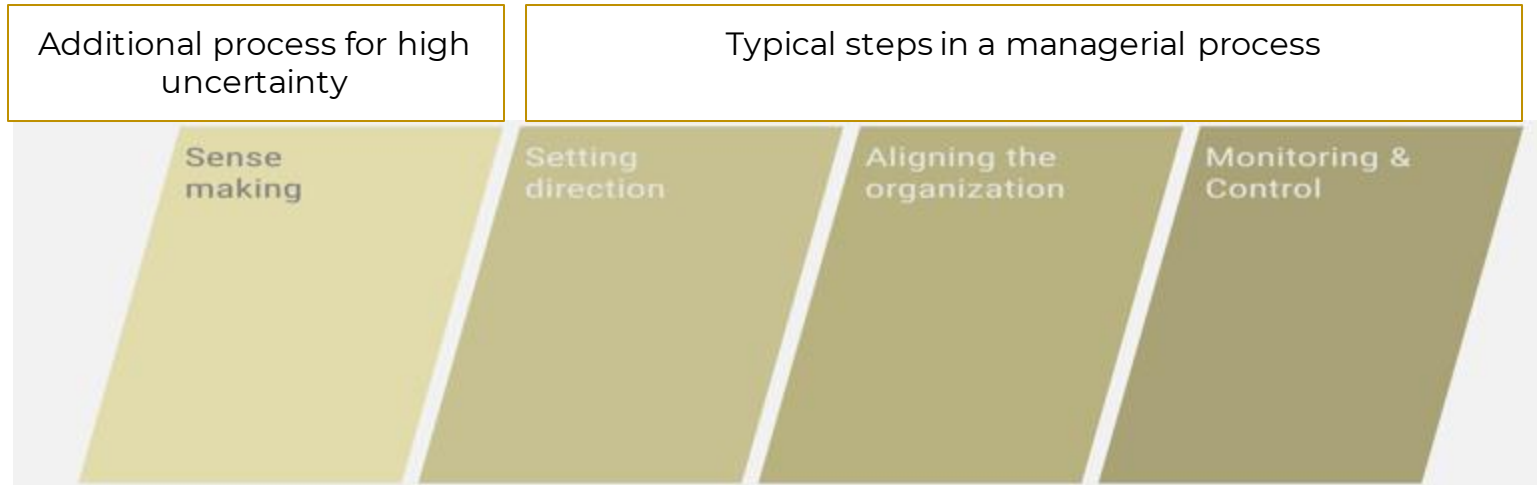 Additional process for high
uncertainty
Typical steps in a managerial process
Sense
making
Setting
direction
Aligning the
organization
Monitoring &
Control